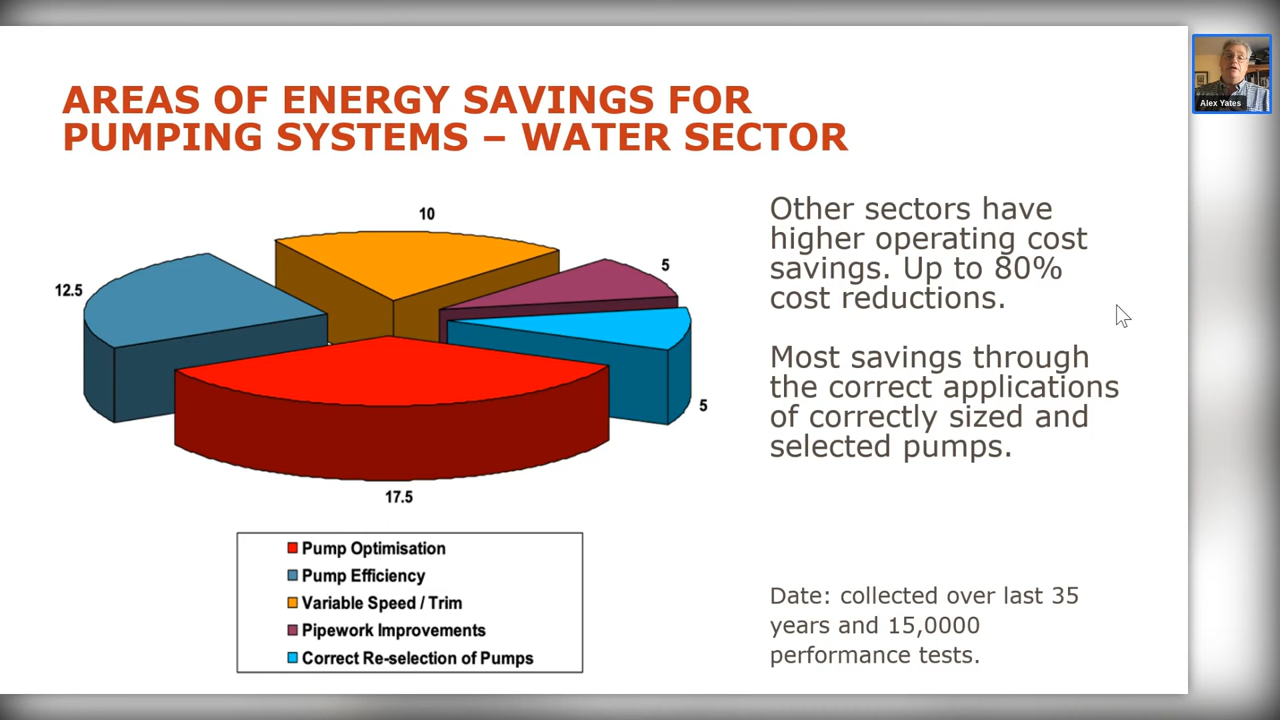 AREAS OF ENERGY SAVINGS FOR
PUMPING SYSTEMS – WATER SECTOR
Alex Yates
10
5
12.5
5
17.5
Pump Optimisation
Pump Efficiency
Variable Speed / Trim
Pipework Improvements
Correct Re-selection of Pumps
Other sectors have
higher operating cost
savings. Up to 80%
cost reductions.
Most savings through
the correct applications
of correctly sized and
selected pumps.
Date: collected over last 35
years and 15,0000
performance tests.